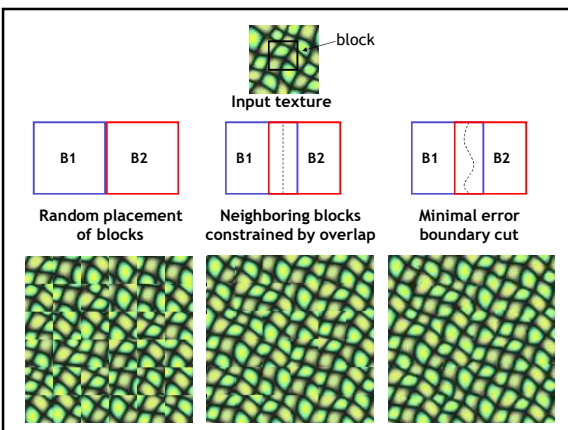 block
Input texture
B1
B2
B1
B2
B1
B2
Random placement
of blocks
Neighboring blocks
constrained by overlap
Minimal error
boundary cut